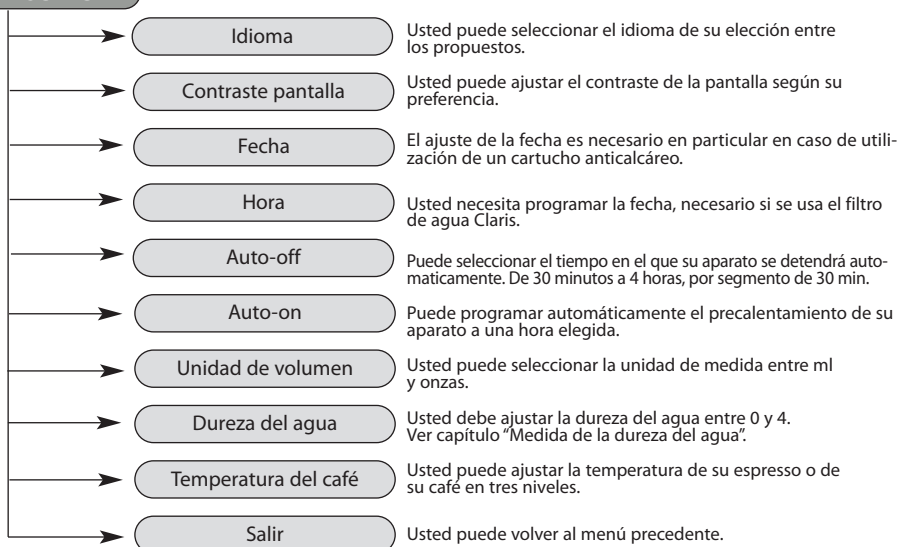 Idioma
Usted puede seleccionar el idioma de su elección entre
los propuestos.
Contraste pantalla
Usted puede ajustar el contraste de la pantalla según su
preferencia.
Fecha
El ajuste de la fecha es necesario en particular en caso de utili-
zación de un cartucho anticalcáreo.
Hora
Usted necesita programar la fecha, necesario si se usa el filtro
de agua Claris.
Auto-off
Puede seleccionar el tiempo en el que su aparato se detendrá auto-
maticamente. De 30 minutos a 4 horas, por segmento de 30 min.
Auto-on
Puede programar automáticamente el precalentamiento de su
aparato a una hora elegida.
Unidad de volumen
Usted puede seleccionar la unidad de medida entre ml
y onzas.
Dureza del agua
Usted debe ajustar la dureza del agua entre 0 y 4.
Ver capítulo “Medida de la dureza del agua”.
Temperatura del café
Usted puede ajustar la temperatura de su espresso o de
su café en tres niveles.
Salir
Usted puede volver al menú precedente.